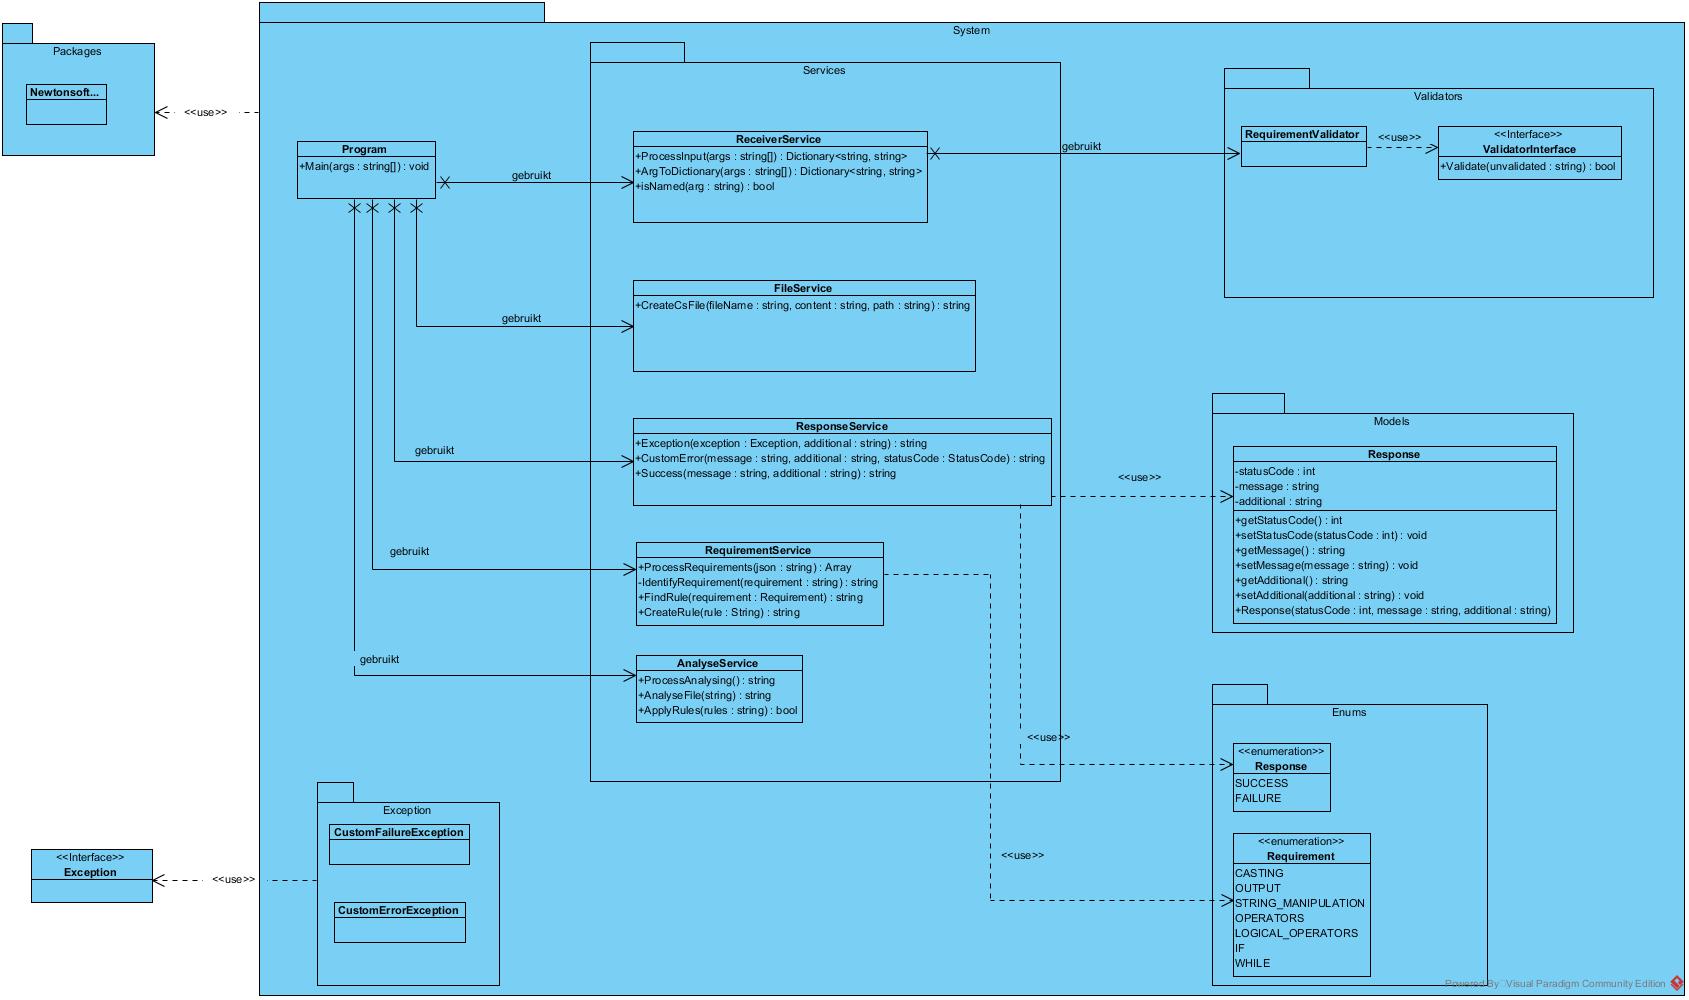 System
Packages
Newtonsoft...
<<use>>
Services
Program
+Main(args : string[]) : void
gebruikt
ReceiverService
+ProcessInput(args : string[]) : Dictionary<string, string>
+ArgToDictionary(args : string[]) : Dictionary<string, string>
+isNamed(arg : string) : bool
gebruikt
Validators
RequirementValidator
<<use>>
<<Interface>>
ValidatorInterface
+Validate(unvalidated : string) : bool
FileService
+CreateCsFile(fileName : string, content : string, path : string) : string
gebruikt
ResponseService
+Exception(exception : Exception, additional : string) : string
+CustomError(message : string, additional : string, statusCode : StatusCode) : string
+Success(message : string, additional : string) : string
gebruikt
<<use>>
Models
Response
-statusCode : int
-message : string
-additional : string
+getStatusCode() : int
+setStatusCode(statusCode : int) : void
+getMessage() : string
+setMessage(message : string) : void
+getAdditional() : string
+setAdditional(additional : string) : void
+Response(statusCode : int, message : string, additional : string)
RequirementService
+ProcessRequirements(json : string) : Array
-IdentifyRequirement(requirement : string) : string
+FindRule(requirement : Requirement) : string
+CreateRule(rule : String) : string
gebruikt
AnalyseService
+ProcessAnalysing() : string
+AnalyseFile(string) : string
+ApplyRules(rules : string) : bool
gebruikt
<<use>>
Enums
<<enumeration>>
Response
SUCCESS
FAILURE
<<enumeration>>
Requirement
CASTING
OUTPUT
STRING_MANIPULATION
OPERATORS
LOGICAL_OPERATORS
IF
WHILE
<<use>>
Exception
CustomFailureException
CustomErrorException
<<Interface>>
Exception
<<use>>
Powered By Visual Paradigm Community Edition